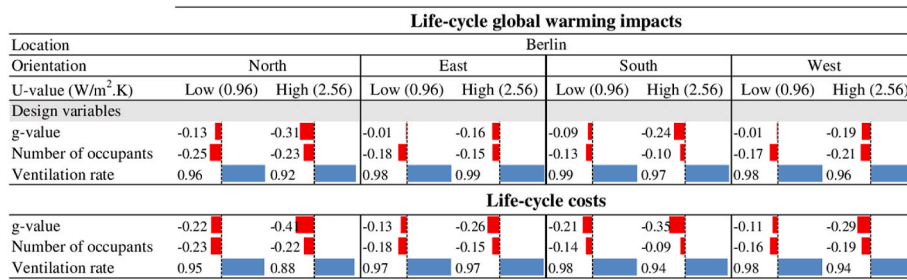 Life-cycle global warming impacts
Location Berlin
Orientation North East South West
U-value (W/m².K) Low (0.96) High (2.56) Low (0.96) High (2.56) Low (0.96) High (2.56) Low (0.96) High (2.56)
Design variables
g-value -0.13 -0.31 -0.01 -0.16 -0.09 -0.24 -0.01 -0.19
Number of occupants -0.25 -0.23 -0.18 -0.15 -0.13 -0.10 -0.17 -0.21
Ventilation rate 0.96 0.92 0.98 0.99 0.99 0.97 0.98 0.96
Life-cycle costs
g-value -0.22 -0.41 -0.13 -0.26 -0.21 -0.35 -0.11 -0.29
Number of occupants -0.23 -0.22 -0.18 -0.15 -0.14 -0.09 -0.16 -0.19
Ventilation rate 0.95 0.88 0.97 0.97 0.98 0.94 0.98 0.94